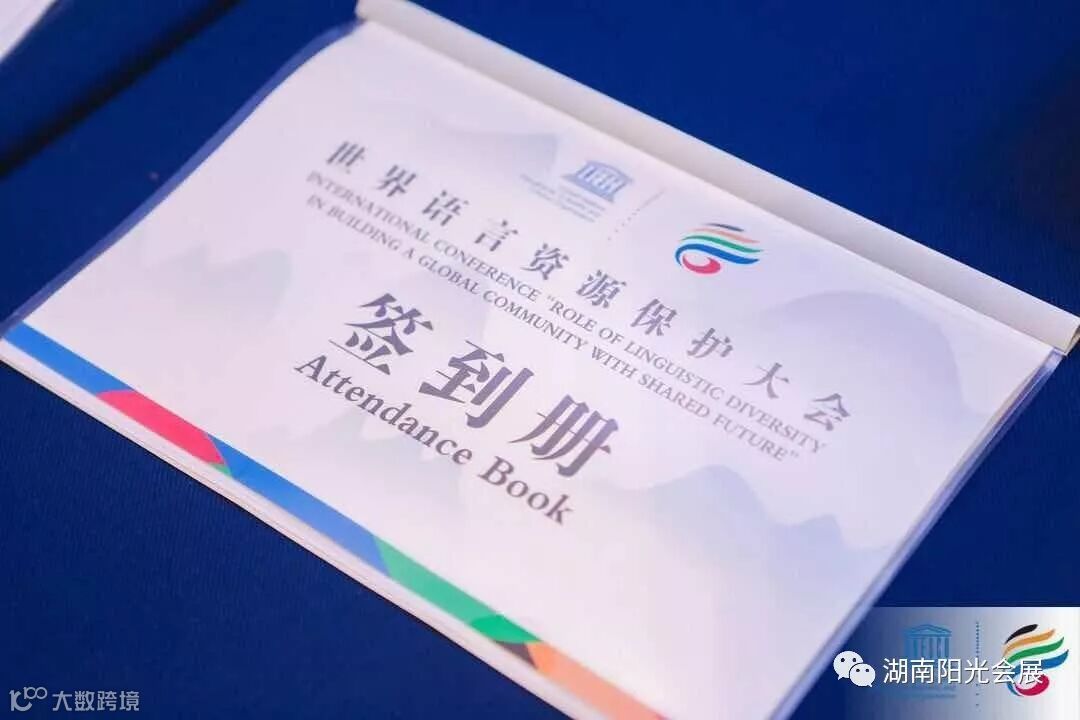 世界语言资源保护大会
INTERNATIONAL CONFERENCE "ROLE OF LINGUISTIC DIVERSITY
IN BUILDING A GLOBAL COMMUNITY WITH SHARED FUTURE"
签到册
Attendance Book
湖南阳光会展
大数跨境